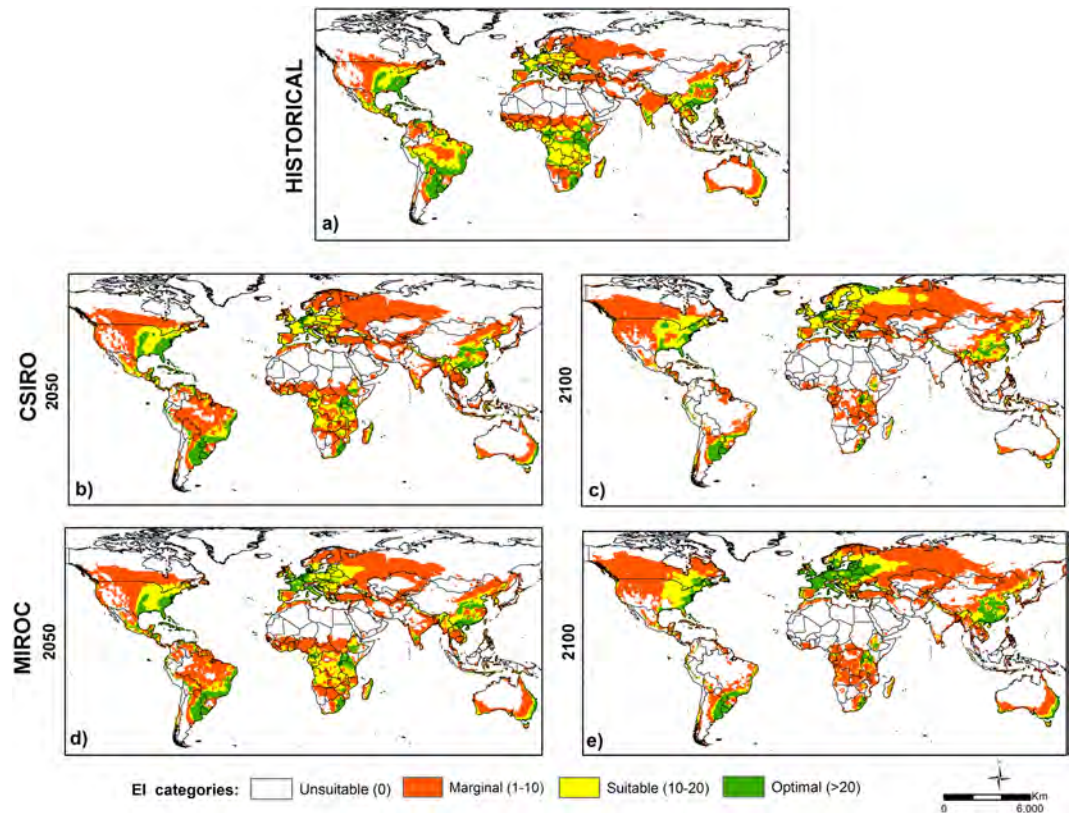 HISTORICAL
a)
CSIRO
2050
b)
2100
c)
MIROC
2050
d)
2100
e)
EI categories: Unsuitable (0) Marginal (1-10) Suitable (10-20) Optimal (>20)
Km
0 6.000